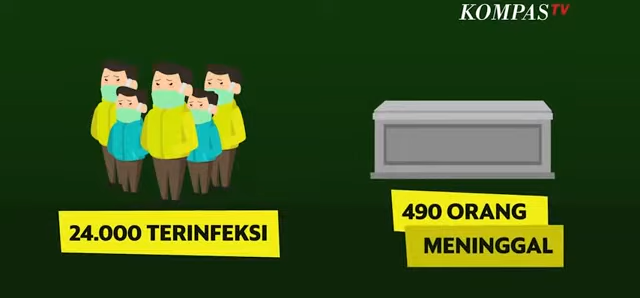 KOMPASTV
24.000 TERINFEKSI
490 ORANG
MENINGGAL